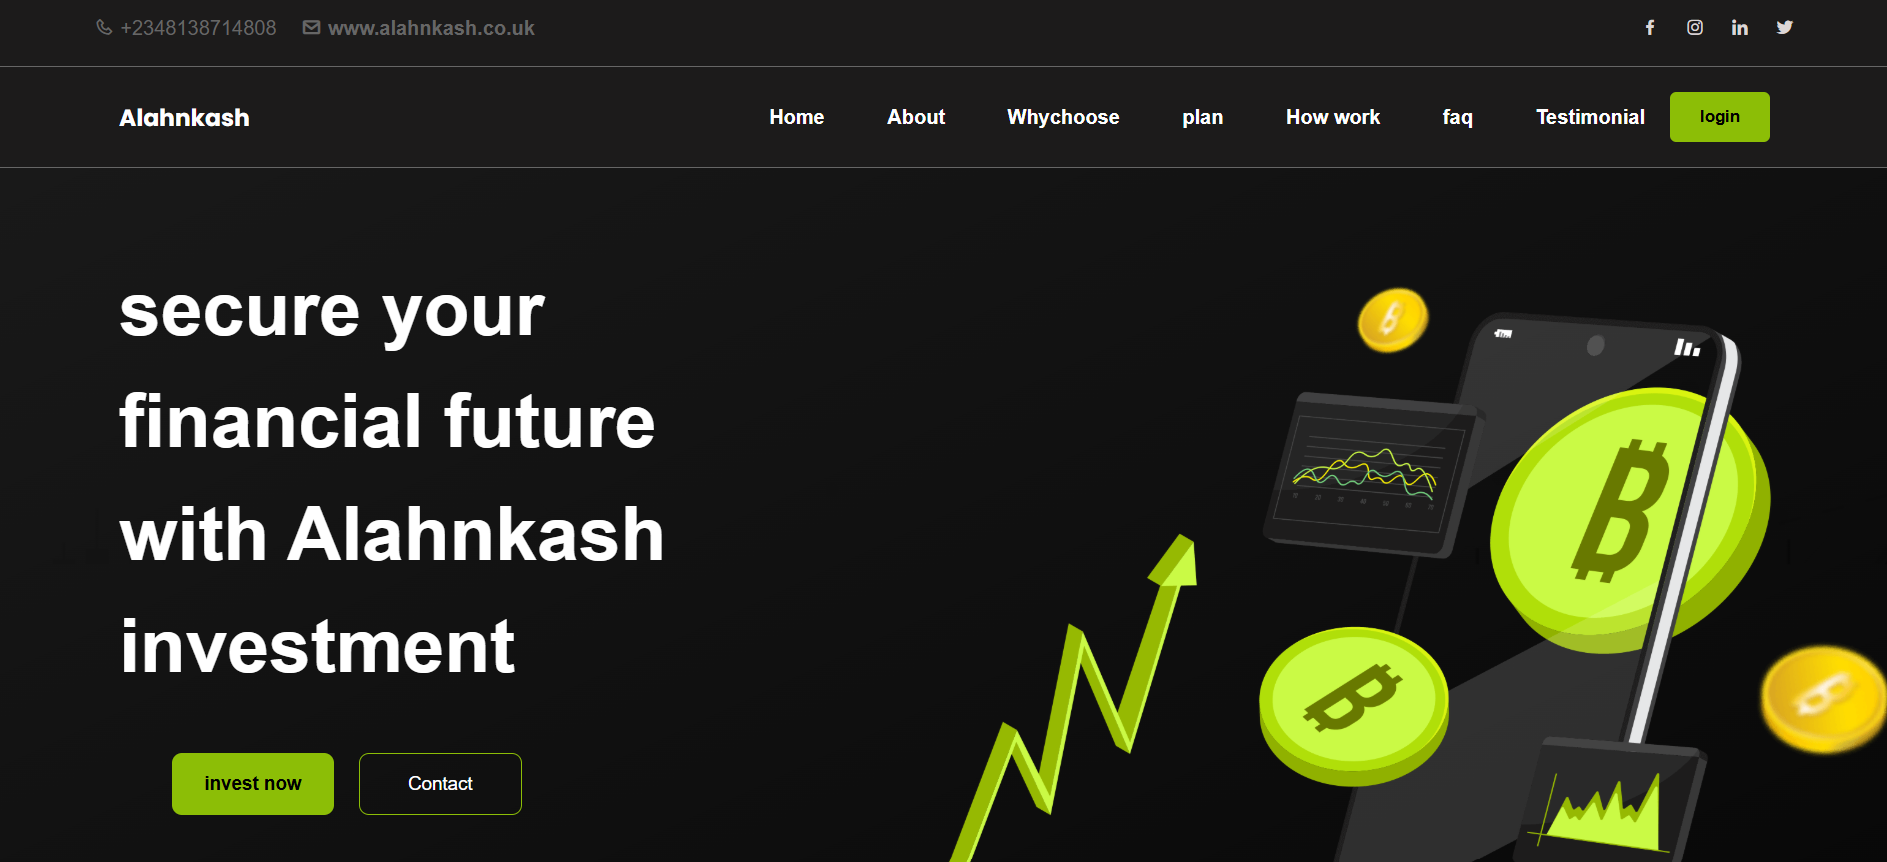 +2348138714808 www.alahnkash.co.uk
Alahnkash Home About Whychoose plan How work faq Testimonial login
secure your
financial future
with Alahnkash
investment
invest now Contact